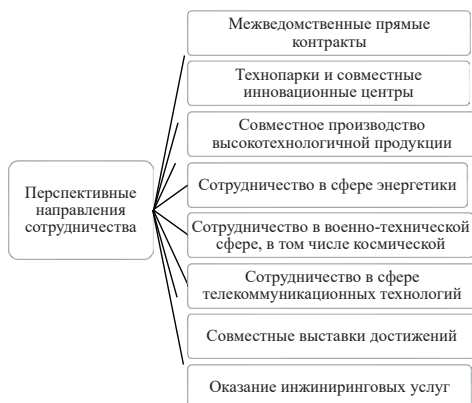 Перспективные
направления
сотрудничества
Межведомственные прямые
контракты
Технопарки и совместные
инновационные центры
Совместное производство
высокотехнологичной продукции
Сотрудничество в сфере энергетики
Сотрудничество в военно-технической
сфере, в том числе космической
Сотрудничество в сфере
телекоммуникационных технологий
Совместные выставки достижений
Оказание инжиниринговых услуг